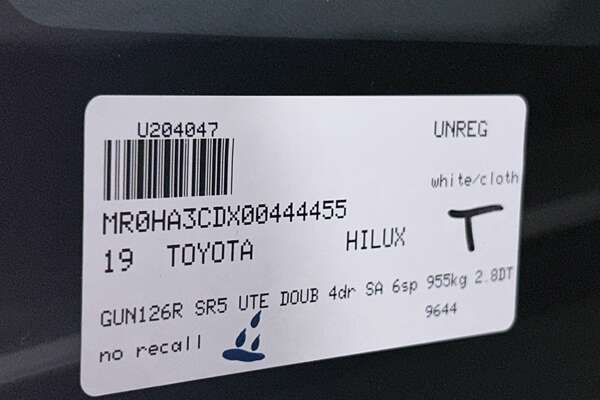 U204047
UNREG
white/cloth
MR0HA3CDX00444455
T
19 TOYOTA HILUX
GUN126R SR5 UTE DOUB 4dr SA 6sp 955kg 2.8DT
9644
no recall